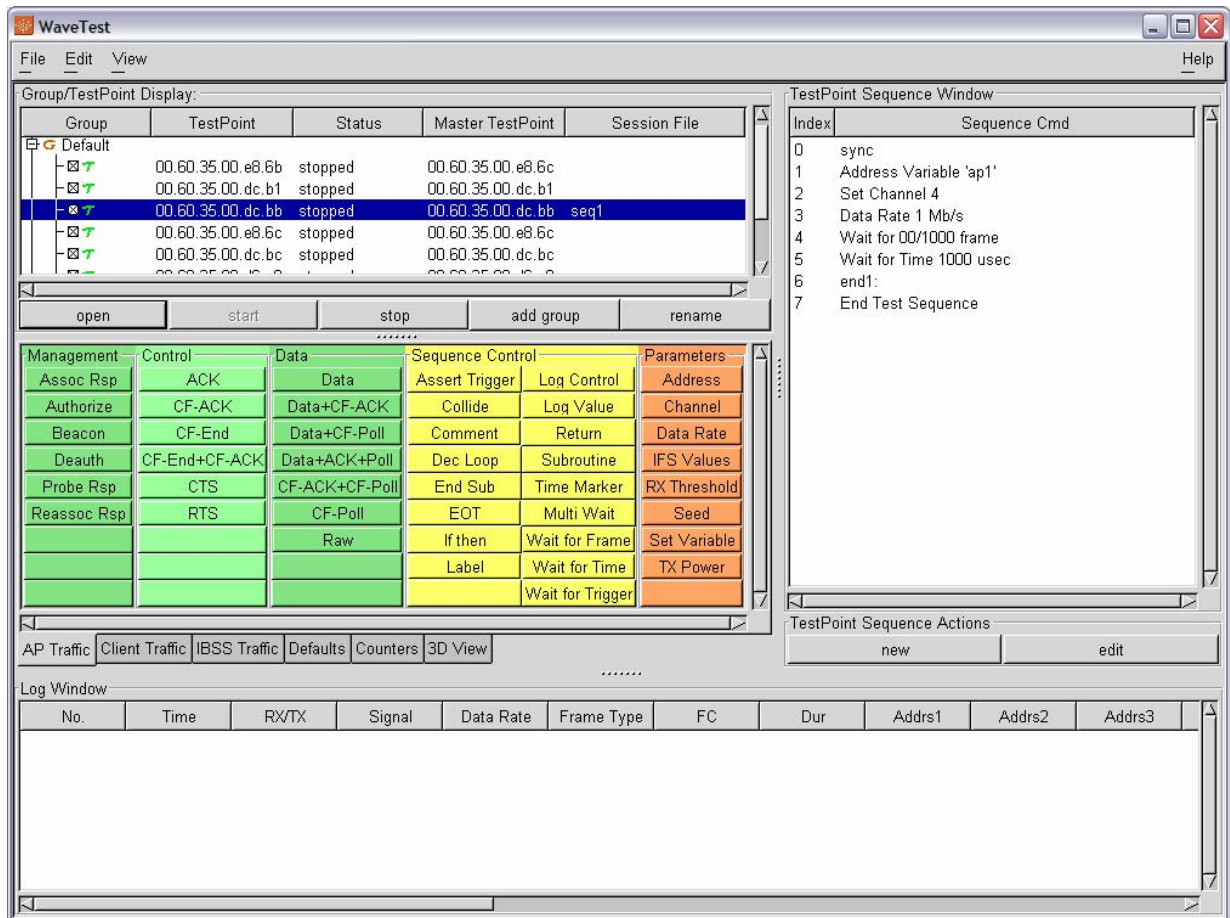 WaveTest
File Edit View Help
Group/TestPoint Display:
Group TestPoint Status Master TestPoint Session File
G Default
T 00.60.35.00.e8.6b stopped 00.60.35.00.e8.6c
T 00.60.35.00.dc.b1 stopped 00.60.35.00.dc.b1
T 00.60.35.00.dc.bb stopped 00.60.35.00.dc.bb seq1
T 00.60.35.00.e8.6c stopped 00.60.35.00.e8.6c
T 00.60.35.00.dc.bc stopped 00.60.35.00.dc.bc
open start stop add group rename
TestPoint Sequence Window
Index Sequence Cmd
0 sync
1 Address Variable 'ap1'
2 Set Channel 4
3 Data Rate 1 Mb/s
4 Wait for 00/1000 frame
5 Wait for Time 1000 usec
6 end1:
7 End Test Sequence
Management Control Data Sequence Control Parameters
Assoc Rsp ACK Data Assert Trigger Log Control Address
Authorize CF-ACK Data+CF-ACK Collide Log Value Channel
Beacon CF-End Data+CF-Poll Comment Return Data Rate
Deauth CF-End+CF-ACK Data+ACK+Poll Dec Loop Subroutine IFS Values
Probe Rsp CTS CF-ACK+CF-Poll End Sub Time Marker RX Threshold
Reassoc Rsp RTS CF-Poll EOT Multi Wait Seed
Raw If then Wait for Frame Set Variable
Label Wait for Time TX Power
Wait for Trigger
AP Traffic Client Traffic IBSS Traffic Defaults Counters 3D View
TestPoint Sequence Actions
new edit
Log Window
No. Time RX/TX Signal Data Rate Frame Type FC Dur Addrs1 Addrs2 Addrs3